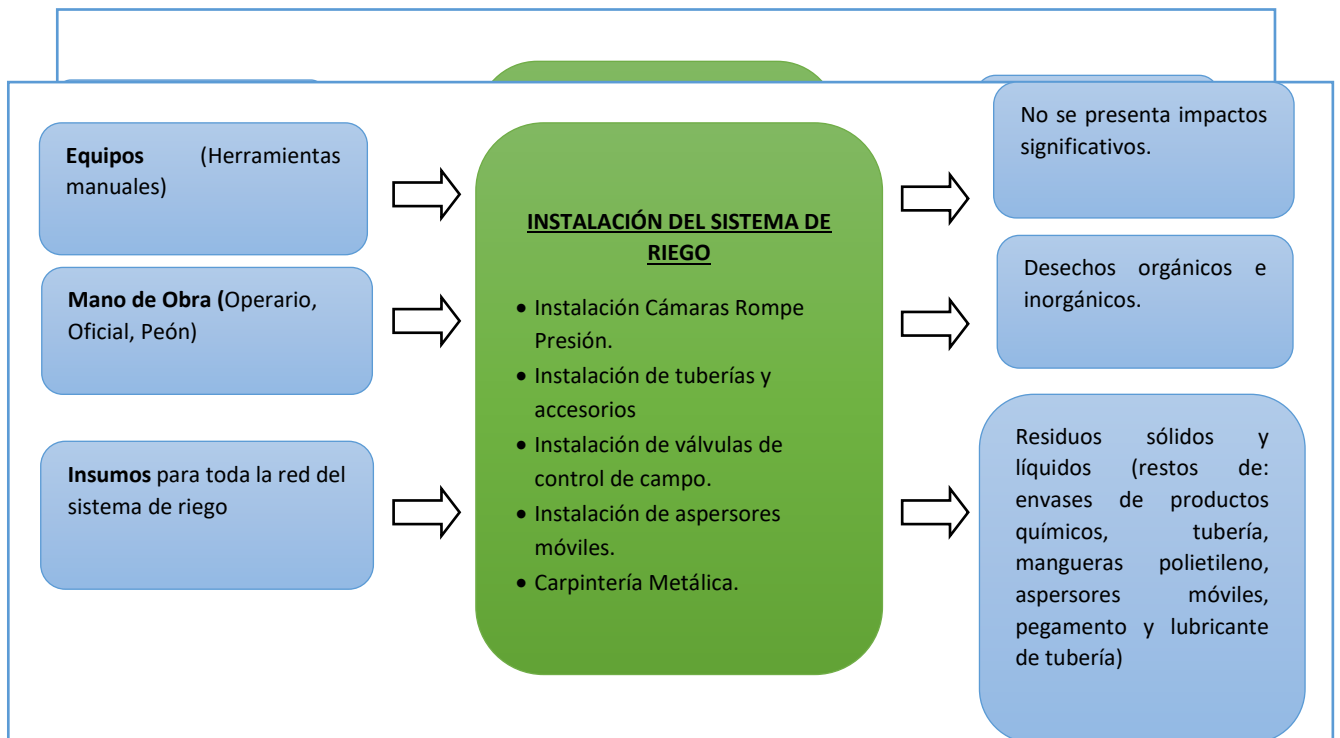 Equipos (Herramientas
manuales)
Mano de Obra (Operario,
Oficial, Peón)
Insumos para toda la red del
sistema de riego
INSTALACIÓN DEL SISTEMA DE
RIEGO
• Instalación Cámaras Rompe
Presión.
• Instalación de tuberías y
accesorios
• Instalación de válvulas de
control de campo.
• Instalación de aspersores
móviles.
• Carpintería Metálica.
No se presenta impactos
significativos.
Desechos orgánicos e
inorgánicos.
Residuos sólidos y
líquidos (restos de:
envases de productos
químicos, tubería,
mangueras polietileno,
aspersores móviles,
pegamento y lubricante
de tubería)